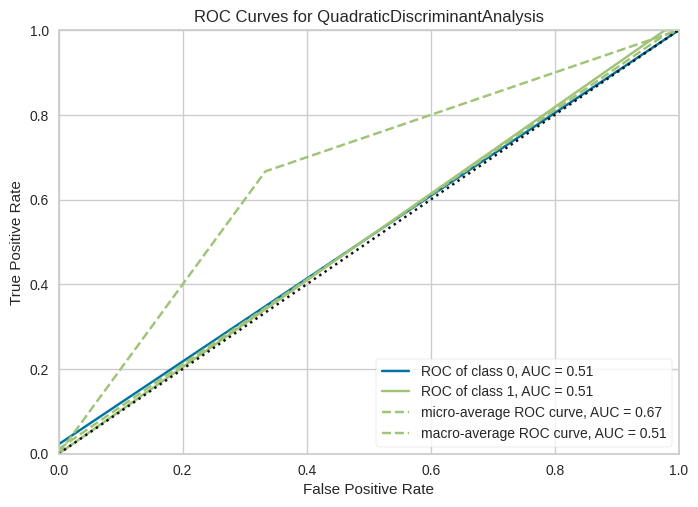 ROC Curves for QuadraticDiscriminantAnalysis
True Positive Rate
1.0
0.8
0.6
0.4
0.2
0.0
ROC of class 0, AUC = 0.51
ROC of class 1, AUC = 0.51
micro-average ROC curve, AUC = 0.67
macro-average ROC curve, AUC = 0.51
0.0 0.2 0.4 0.6 0.8 1.0
False Positive Rate